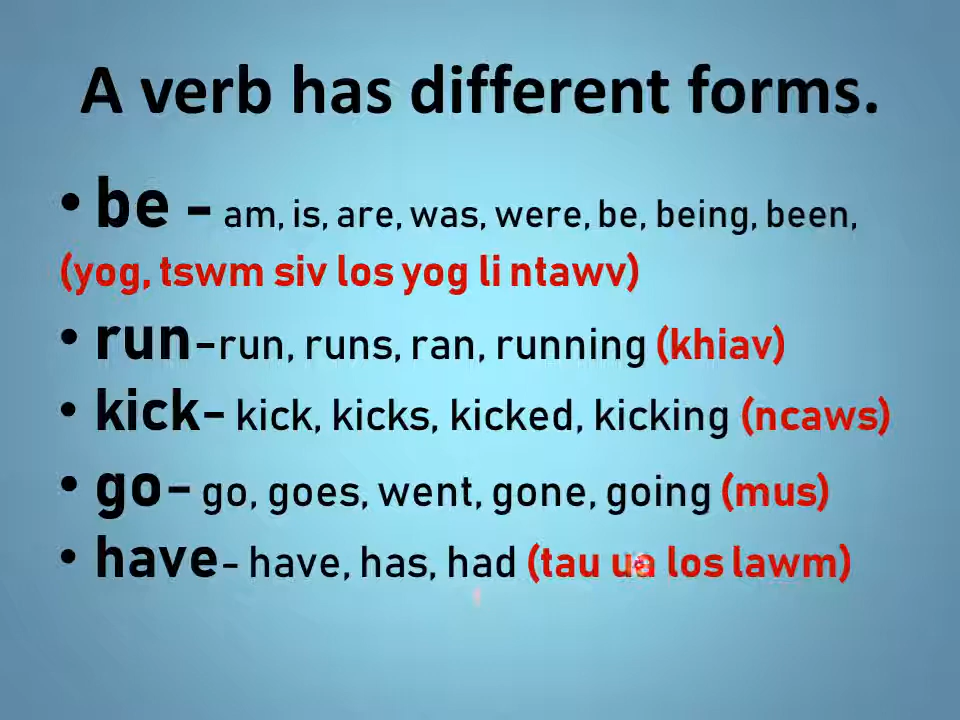 A verb has different forms.
• be - am, is, are, was, were, be, being, been,
(yog, tswm siv los yog li ntawv)
• run-run, runs, ran, running (khiav)
• kick- kick, kicks, kicked, kicking (ncaws)
• go- go, goes, went, gone, going (mus)
• have- have, has, had (tau ua los lawm)